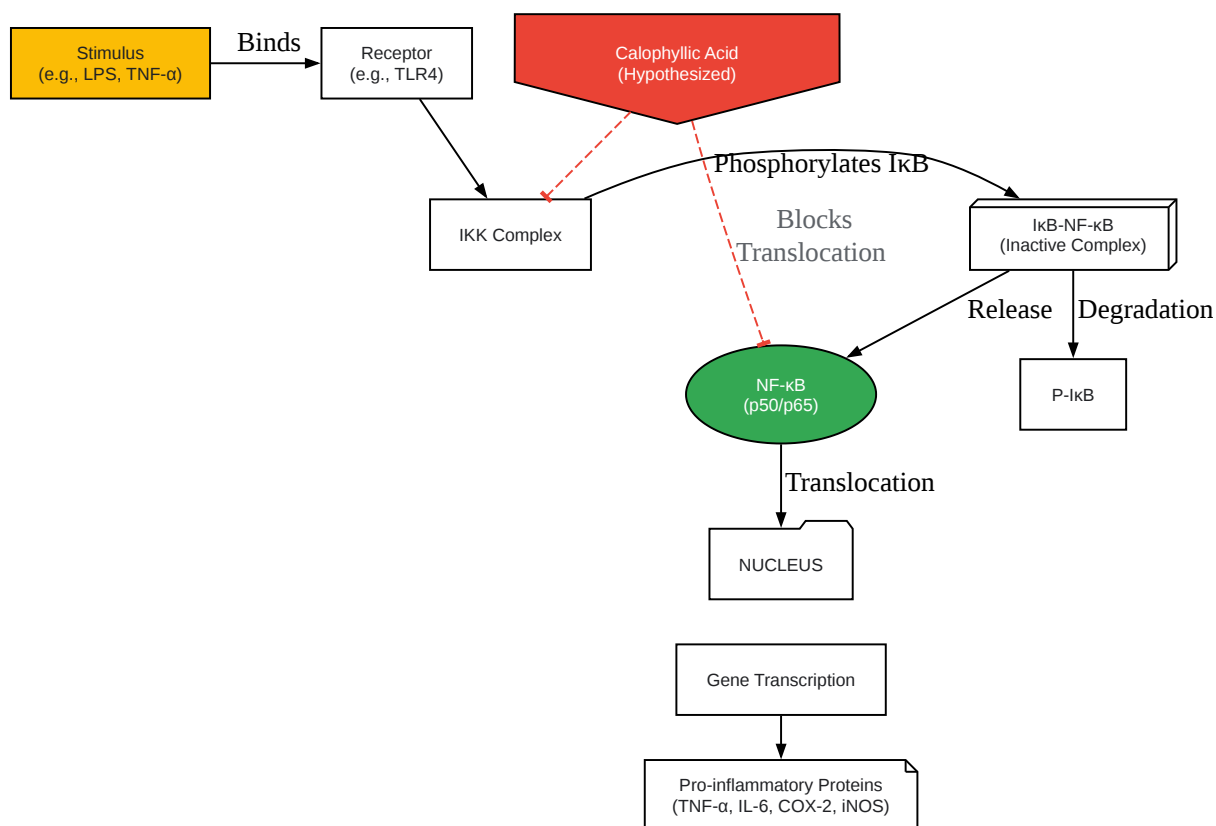 Stimulus
(e.g., LPS, TNF-α)
Binds
Receptor
(e.g., TLR4)
Calophyllic Acid
(Hypothesized)
Phosphorylates IκB
IKK Complex
Blocks
Translocation
IκB-NF-κB
(Inactive Complex)
Release
Degradation
NF-κB
(p50/p65)
P-IκB
Translocation
NUCLEUS
Gene Transcription
Pro-inflammatory Proteins
(TNF-α, IL-6, COX-2, iNOS)